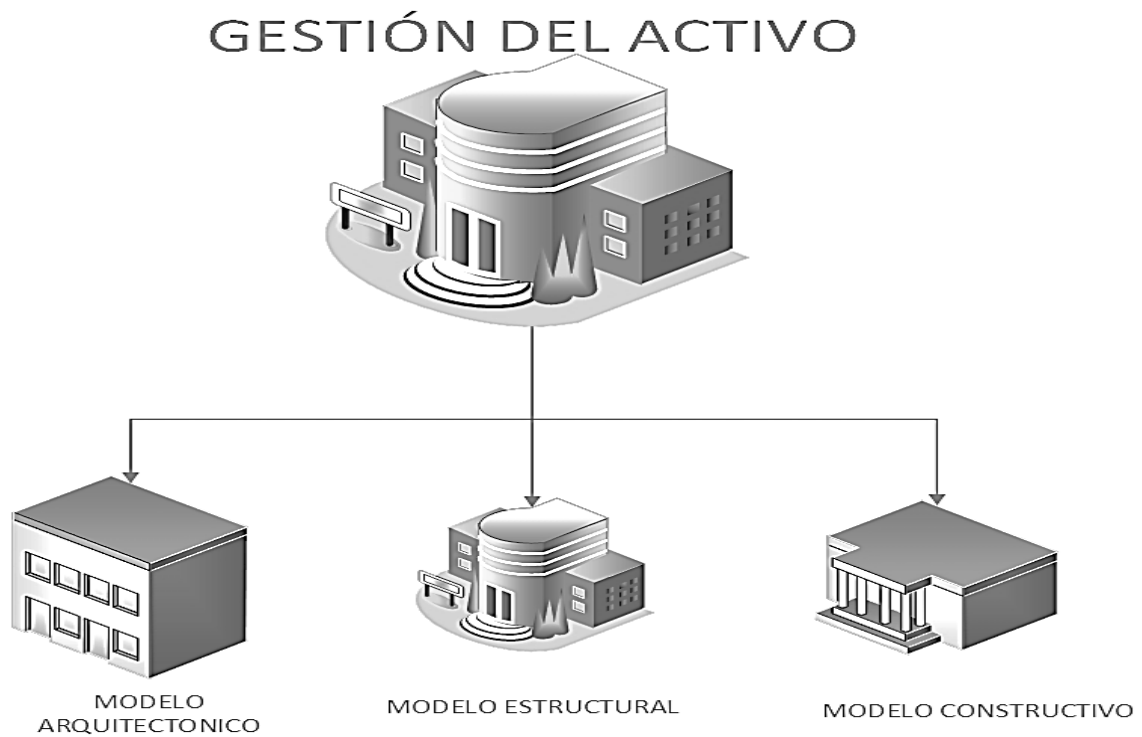 GESTIÓN DEL ACTIVO
MODELO
ARQUITECTONICO
MODELO ESTRUCTURAL
MODELO CONSTRUCTIVO